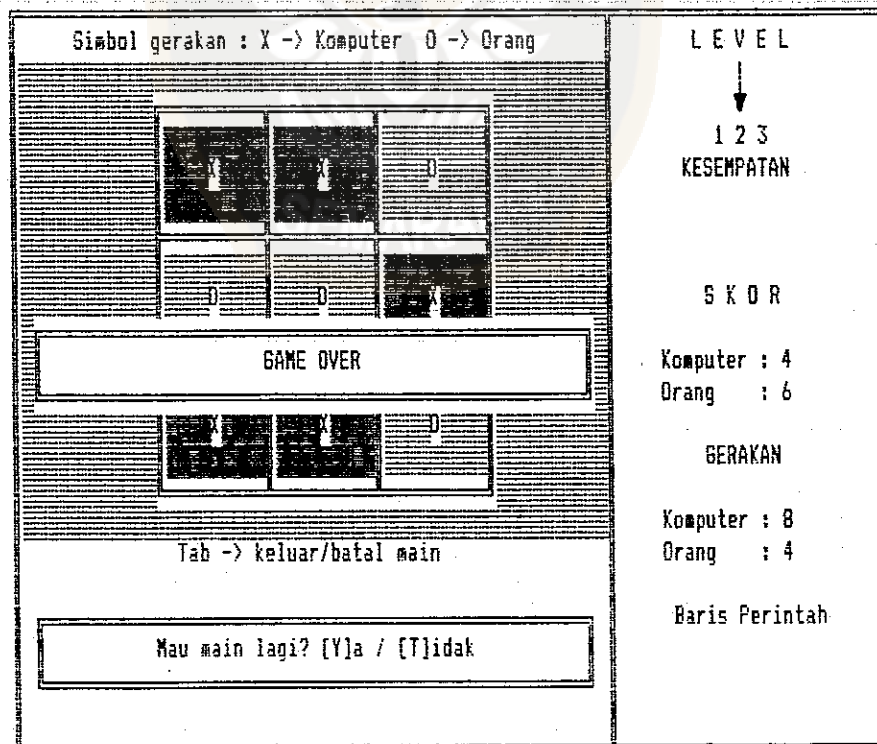 Simbol gerakan : X -> Komputer O -> Orang
X X O
O O X
GAME OVER
X X O
Tab -> keluar/batal main
Mau main lagi? [Y]a / [T]idak
L E V E L
1 2 3
KESEMPATAN
S K O R
Komputer : 4
Orang : 6
GERAKAN
Komputer : 8
Orang : 4
Baris Perintah